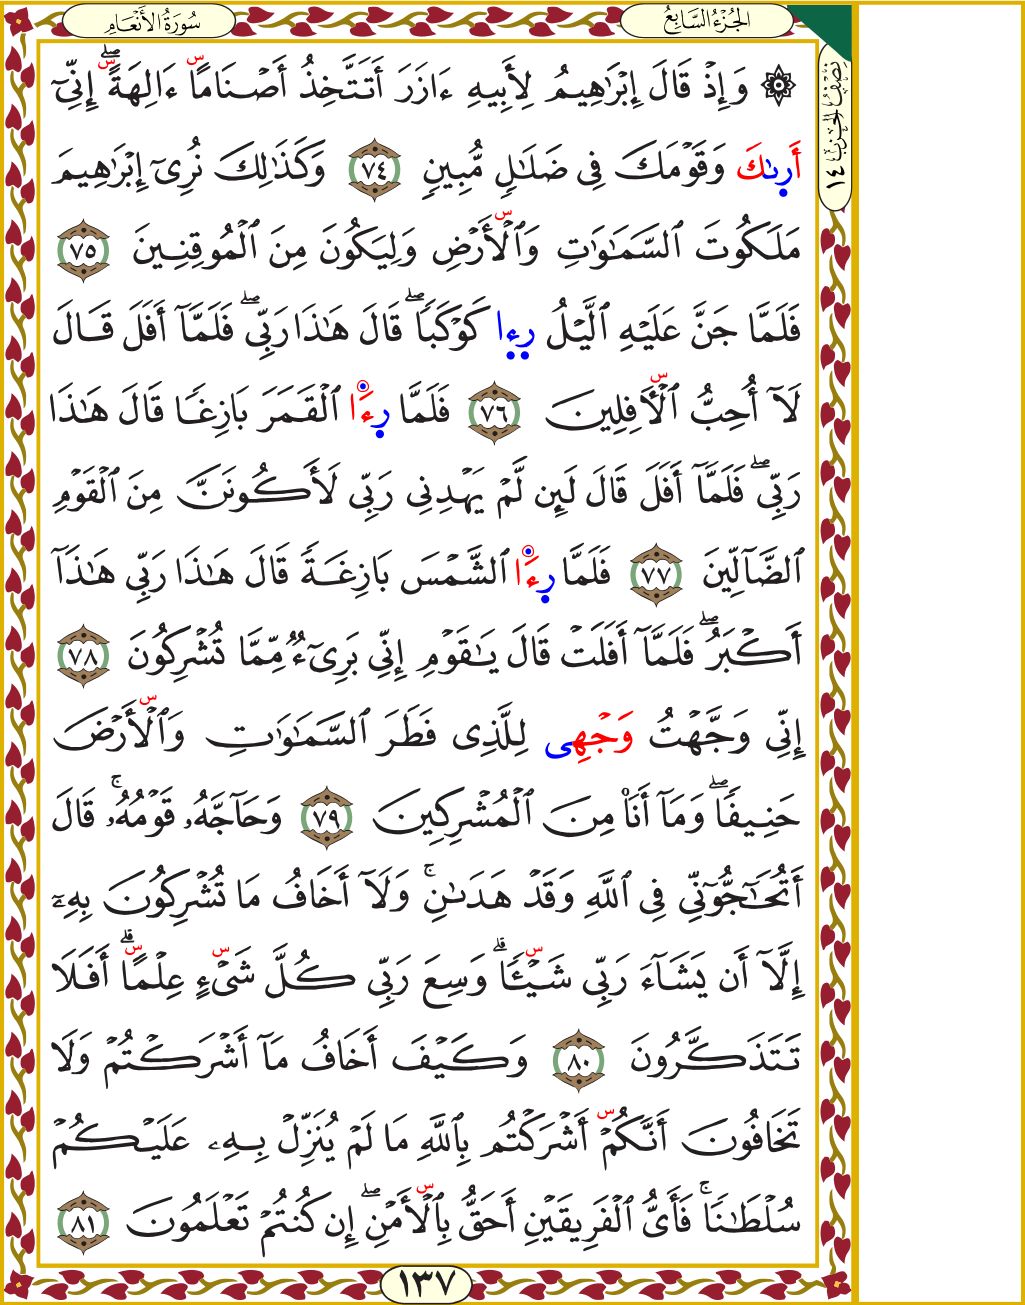 سُورَةُ الأَنْعَامِ
الجُزْءُ السَّابِعُ
نِصْفُ الحِزْبِ ١٤
۞ وَإِذْ قَالَ إِبْرَٰهِيمُ لِأَبِيهِ ءَازَرَ أَتَتَّخِذُ أَصْنَامًا ءَالِهَةً ۖ إِنِّىٓ
أَرِىٰكَ وَقَوْمَكَ فِى ضَلَٰلٍ مُّبِينٍ ٧٤ وَكَذَٰلِكَ نُرِىٓ إِبْرَٰهِيمَ
مَلَكُوتَ ٱلسَّمَٰوَٰتِ وَٱلْأَرْضِ وَلِيَكُونَ مِنَ ٱلْمُوقِنِينَ ٧٥
فَلَمَّا جَنَّ عَلَيْهِ ٱلَّيْلُ رِءِا كَوْكَبًا ۖ قَالَ هَٰذَا رَبِّى ۖ فَلَمَّآ أَفَلَ قَالَ
لَآ أُحِبُّ ٱلْأَفِلِينَ ٧٦ فَلَمَّا رِءَا ٱلْقَمَرَ بَازِغًا قَالَ هَٰذَا
رَبِّى ۖ فَلَمَّآ أَفَلَ قَالَ لَئِن لَّمْ يَهْدِنِى رَبِّى لَأَكُونَنَّ مِنَ ٱلْقَوْمِ
ٱلضَّآلِّينَ ٧٧ فَلَمَّا رِءَا ٱلشَّمْسَ بَازِغَةً قَالَ هَٰذَا رَبِّى هَٰذَآ
أَكْبَرُ ۖ فَلَمَّآ أَفَلَتْ قَالَ يَٰقَوْمِ إِنِّى بَرِىٓءٌ مِّمَّا تُشْرِكُونَ ٧٨
إِنِّى وَجَّهْتُ وَجْهِى لِلَّذِى فَطَرَ ٱلسَّمَٰوَٰتِ وَٱلْأَرْضَ
حَنِيفًا ۖ وَمَآ أَنَا۠ مِنَ ٱلْمُشْرِكِينَ ٧٩ وَحَآجَّهُۥ قَوْمُهُۥ ۚ قَالَ
أَتُحَٰٓجُّوٓنِّى فِى ٱللَّهِ وَقَدْ هَدَىٰنِ ۚ وَلَآ أَخَافُ مَا تُشْرِكُونَ بِهِۦٓ
إِلَّآ أَن يَشَآءَ رَبِّى شَيْـًٔا ۗ وَسِعَ رَبِّى كُلَّ شَىْءٍ عِلْمًا ۗ أَفَلَا
تَتَذَكَّرُونَ ٨٠ وَكَيْفَ أَخَافُ مَآ أَشْرَكْتُمْ وَلَا
تَخَافُونَ أَنَّكُمْ أَشْرَكْتُم بِٱللَّهِ مَا لَمْ يُنَزِّلْ بِهِۦ عَلَيْكُمْ
سُلْطَٰنًا ۚ فَأَىُّ ٱلْفَرِيقَيْنِ أَحَقُّ بِٱلْأَمْنِ ۖ إِن كُنتُمْ تَعْلَمُونَ ٨١
١٣٧